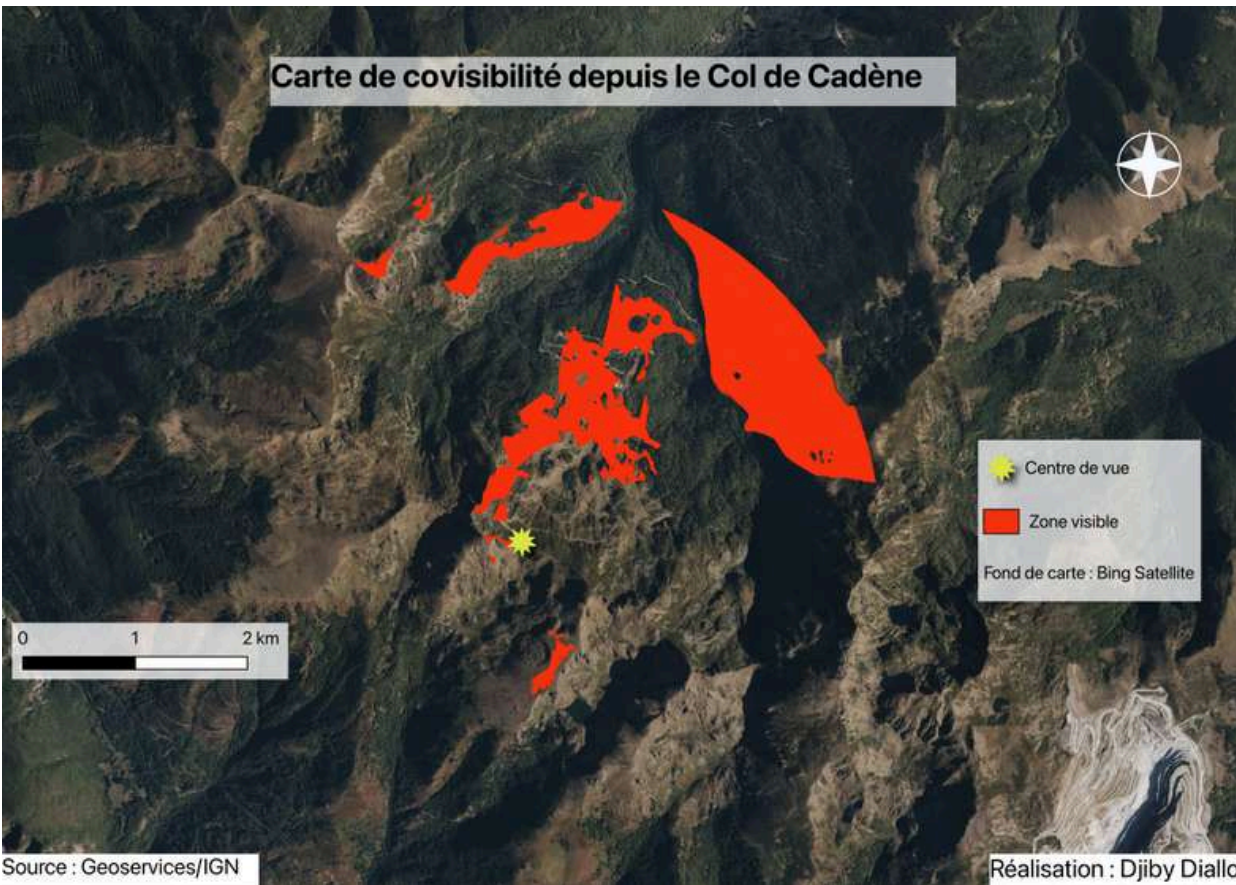 Carte de covisibilité depuis le Col de Cadène
Centre de vue
Zone visible
Fond de carte : Bing Satellite
0 1 2 km
Source : Geoservices/IGN
Réalisation : Djiby Diallo